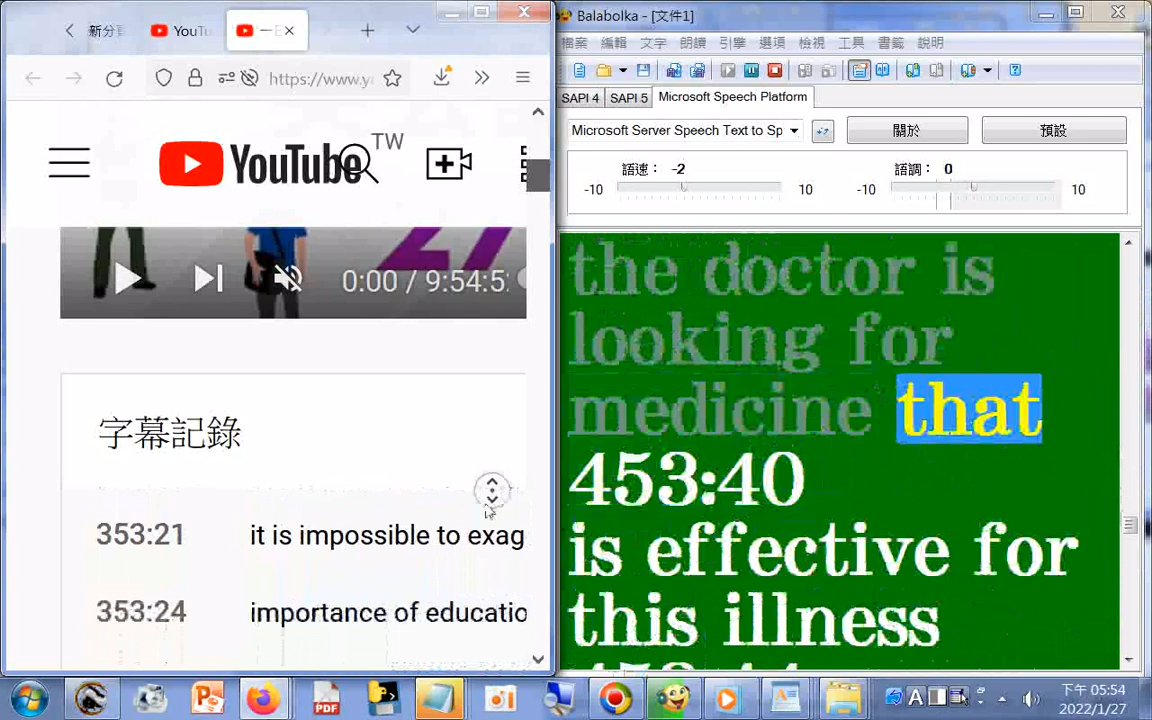 新分
YouTu
一 E
https://www.y
YouTube
TW
27
0:00 / 9:54:5
字幕記錄
353:21 it is impossible to exag
353:24 importance of educatio
Balabolka - [文件1]
檔案 編輯 文字 朗讀 引擎 選項 檢視 工具 書籤 說明
SAPI 4 SAPI 5 Microsoft Speech Platform
Microsoft Server Speech Text to Sp
關於
預設
語速： -2
-10 10
語調： 0
-10 10
the doctor is
looking for
medicine that
453:40
is effective for
this illness
PDF
A
下午 05:54
2022/1/27